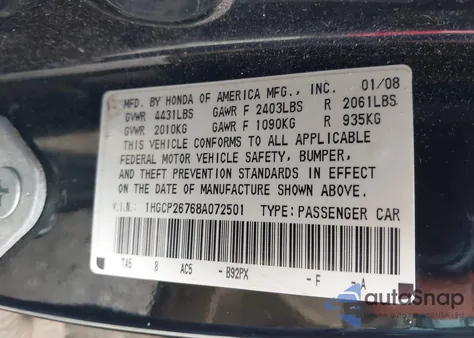 MFD. BY HONDA OF AMERICA MFG., INC. 01/08
GVWR 4431LBS GAWR F 2403LBS R 2061LBS
GVWR 2010KG GAWR F 1090KG R 935KG
THIS VEHICLE CONFORMS TO ALL APPLICABLE
FEDERAL MOTOR VEHICLE SAFETY, BUMPER,
AND THEFT PREVENTION STANDARDS IN EFFECT
ON THE DATE OF MANUFACTURE SHOWN ABOVE.
V.I.N.: 1HGCP26768A072501 TYPE: PASSENGER CAR
TA5 8 AC5 - B92PX - F - A
autoSnap